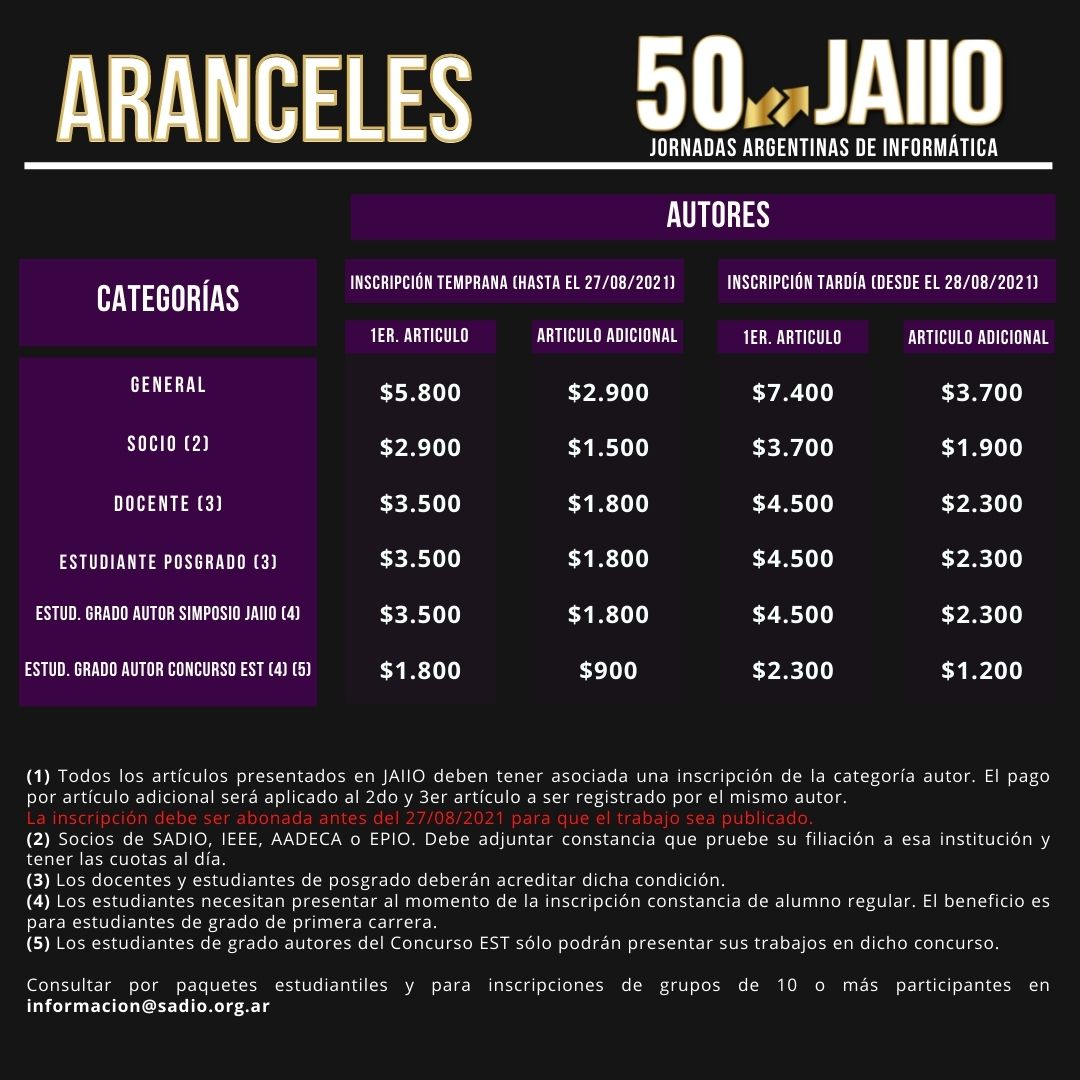 ARANCELES
50 JAIIO
JORNADAS ARGENTINAS DE INFORMÁTICA
AUTORES
CATEGORÍAS
INSCRIPCIÓN TEMPRANA (HASTA EL 27/08/2021) INSCRIPCIÓN TARDÍA (DESDE EL 28/08/2021)
1ER. ARTICULO ARTICULO ADICIONAL 1ER. ARTICULO ARTICULO ADICIONAL
GENERAL $5.800 $2.900 $7.400 $3.700
SOCIO (2) $2.900 $1.500 $3.700 $1.900
DOCENTE (3) $3.500 $1.800 $4.500 $2.300
ESTUDIANTE POSGRADO (3) $3.500 $1.800 $4.500 $2.300
ESTUD. GRADO AUTOR SIMPOSIO JAIIO (4) $3.500 $1.800 $4.500 $2.300
ESTUD. GRADO AUTOR CONCURSO EST (4) (5) $1.800 $900 $2.300 $1.200
(1) Todos los artículos presentados en JAIIO deben tener asociada una inscripción de la categoría autor. El pago
por artículo adicional será aplicado al 2do y 3er artículo a ser registrado por el mismo autor.
La inscripción debe ser abonada antes del 27/08/2021 para que el trabajo sea publicado.
(2) Socios de SADIO, IEEE, AADECA o EPIO. Debe adjuntar constancia que pruebe su filiación a esa institución y
tener las cuotas al día.
(3) Los docentes y estudiantes de posgrado deberán acreditar dicha condición.
(4) Los estudiantes necesitan presentar al momento de la inscripción constancia de alumno regular. El beneficio es
para estudiantes de grado de primera carrera.
(5) Los estudiantes de grado autores del Concurso EST sólo podrán presentar sus trabajos en dicho concurso.
Consultar por paquetes estudiantiles y para inscripciones de grupos de 10 o más participantes en
informacion@sadio.org.ar